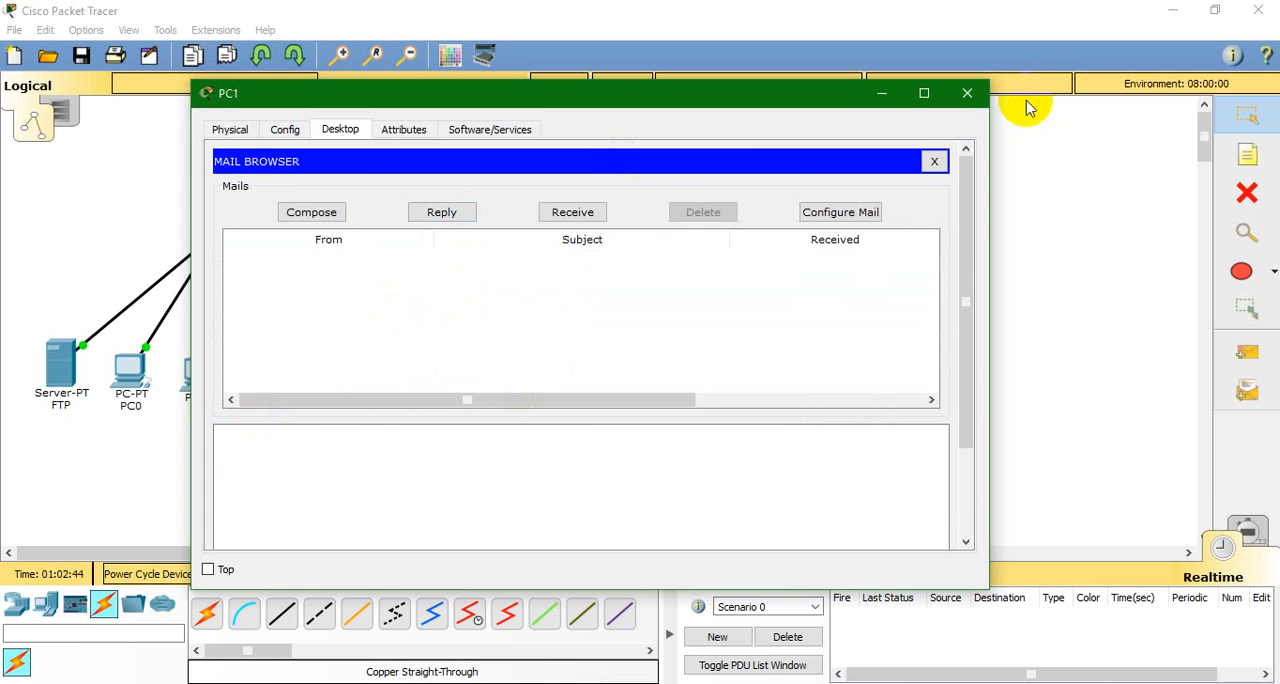 Cisco Packet Tracer
File Edit Options View Tools Extensions Help
Logical
Environment: 08:00:00
PC1
Physical Config Desktop Attributes Software/Services
MAIL BROWSER X
Mails
Compose Reply Receive Delete Configure Mail
From Subject Received
Server-PT
FTP
PC-PT
PC0
P
Top
Time: 01:02:44 Power Cycle Device
Realtime
Scenario 0
Fire Last Status Source Destination Type Color Time(sec) Periodic Num Edit
New Delete
Toggle PDU List Window
Copper Straight-Through